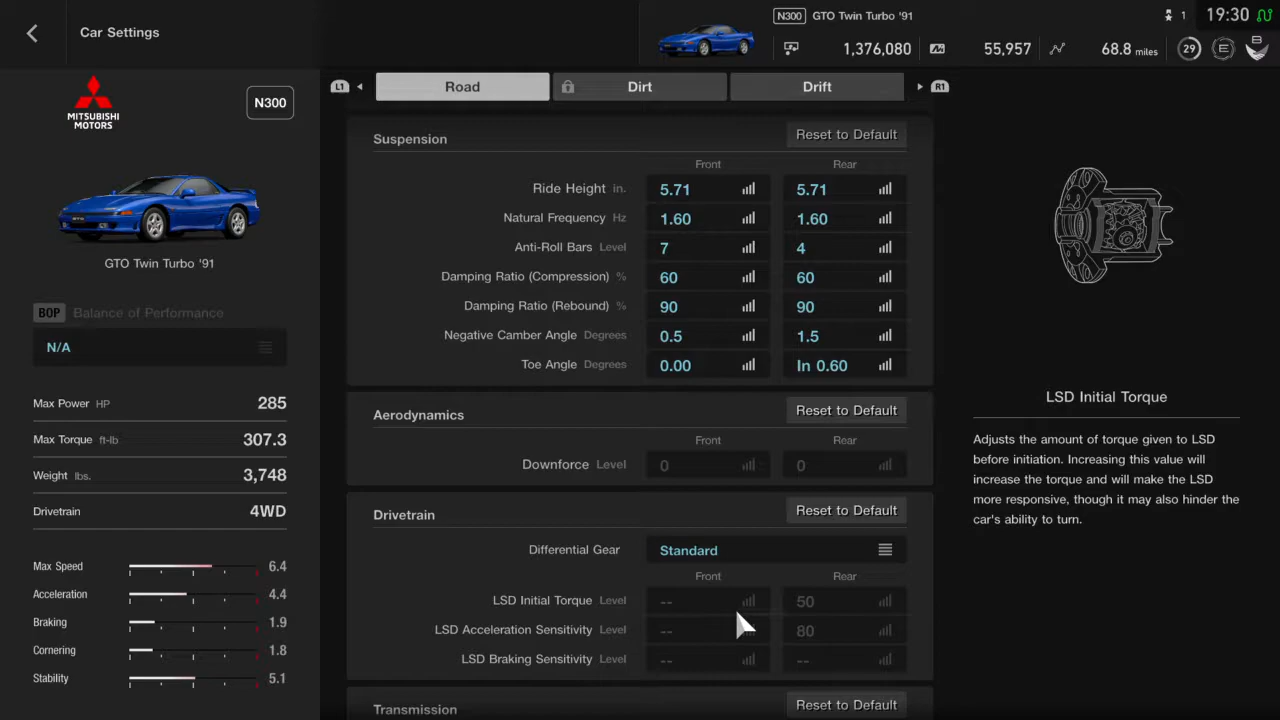 Car Settings
N300 GTO Twin Turbo '91
1,376,080
55,957
68.8 miles
1 19:30
29 E B
MITSUBISHI
MOTORS
N300
GTO
GTO Twin Turbo '91
BOP Balance of Performance
N/A
Max Power HP 285
Max Torque ft-lb 307.3
Weight lbs. 3,748
Drivetrain 4WD
Max Speed 6.4
Acceleration 4.4
Braking 1.9
Cornering 1.8
Stability 5.1
L1 Road Dirt Drift R1
Suspension Reset to Default
Front Rear
Ride Height in. 5.71 5.71
Natural Frequency Hz 1.60 1.60
Anti-Roll Bars Level 7 4
Damping Ratio (Compression) % 60 60
Damping Ratio (Rebound) % 90 90
Negative Camber Angle Degrees 0.5 1.5
Toe Angle Degrees 0.00 In 0.60
Aerodynamics Reset to Default
Front Rear
Downforce Level 0 0
Drivetrain Reset to Default
Differential Gear Standard
Front Rear
LSD Initial Torque Level -- 50
LSD Acceleration Sensitivity Level -- 80
LSD Braking Sensitivity Level -- --
Transmission Reset to Default
LSD Initial Torque
Adjusts the amount of torque given to LSD
before initiation. Increasing this value will
increase the torque and will make the LSD
more responsive, though it may also hinder the
car's ability to turn.